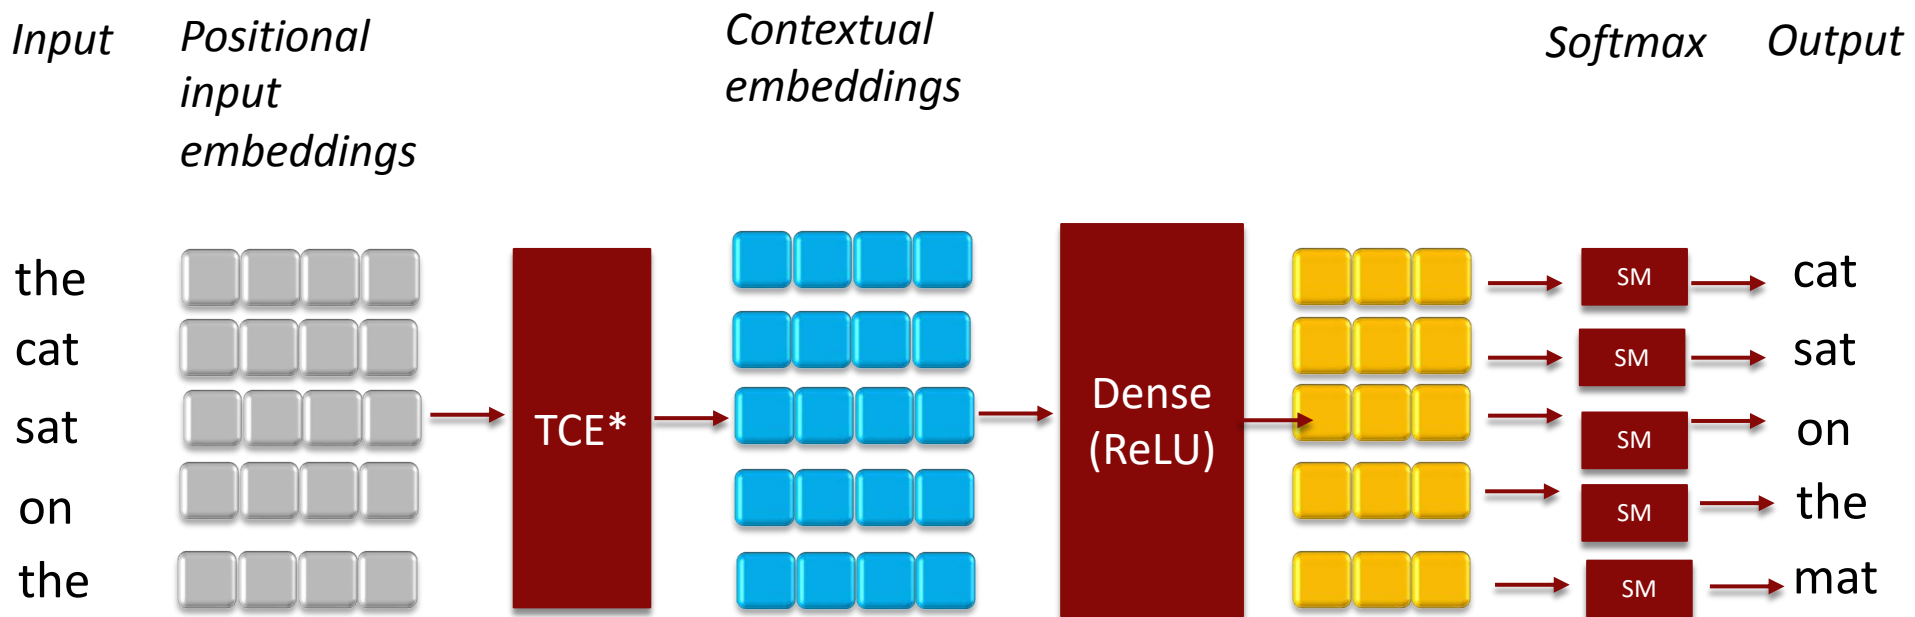 Input
Positional
input
embeddings
Contextual
embeddings
Softmax
Output
the
cat
sat
on
the
TCE*
Dense
(ReLU)
SM
SM
SM
SM
SM
cat
sat
on
the
mat